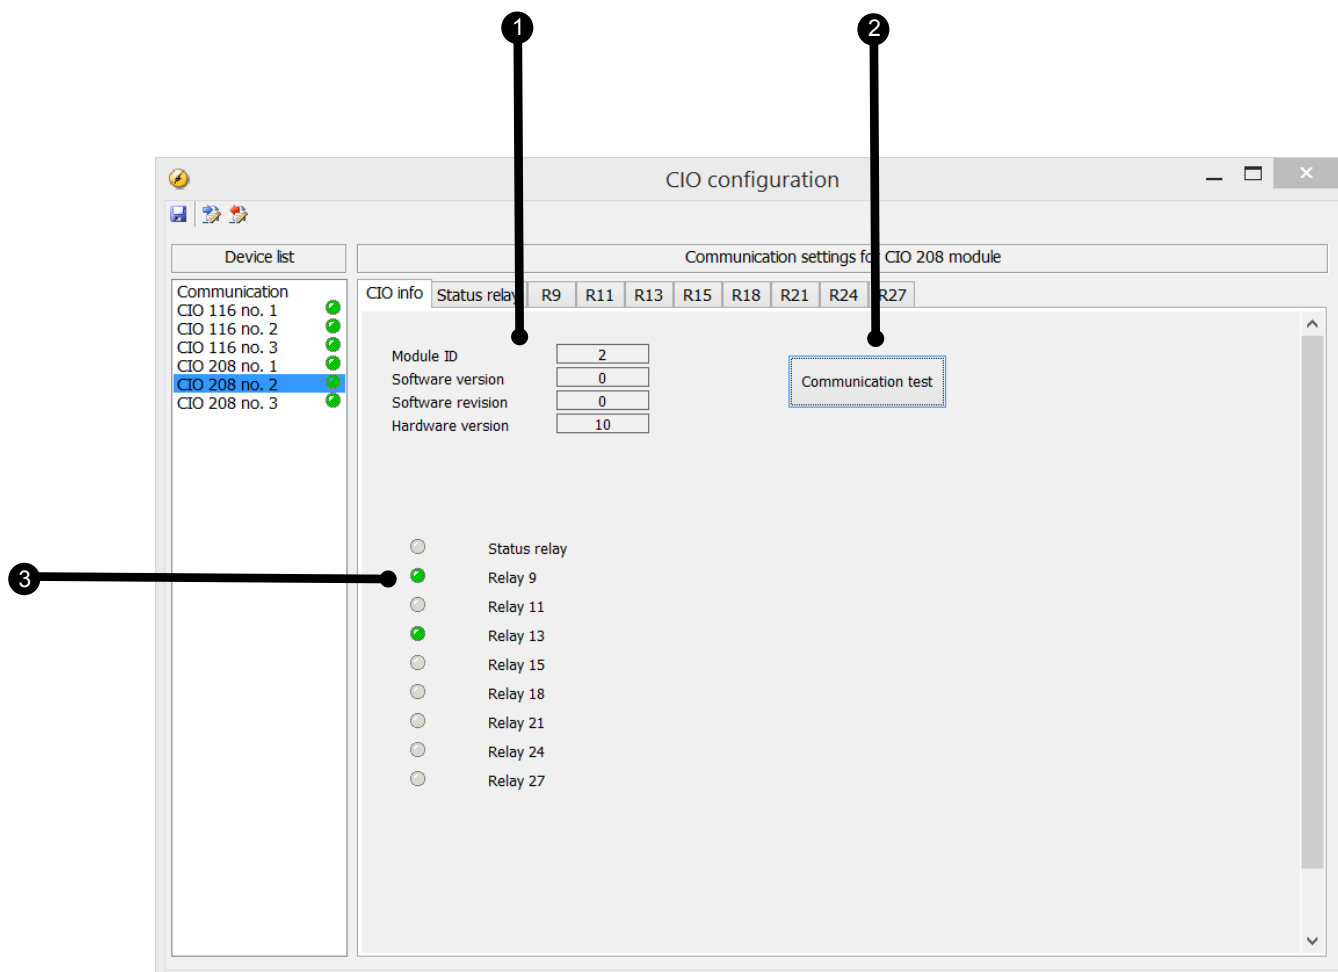 1
2
CIO configuration
Device list
Communication settings for CIO 208 module
Communication
CIO 116 no. 1
CIO 116 no. 2
CIO 116 no. 3
CIO 208 no. 1
CIO 208 no. 2
CIO 208 no. 3
CIO info Status relay R9 R11 R13 R15 R18 R21 R24 R27
Module ID 2
Software version 0
Software revision 0
Hardware version 10
Communication test
Status relay
3
Relay 9
Relay 11
Relay 13
Relay 15
Relay 18
Relay 21
Relay 24
Relay 27